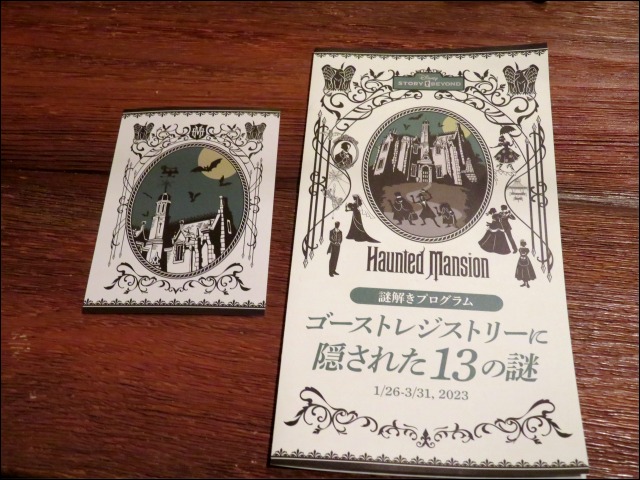 Disney
STORY BEYOND
Haunted Mansion
謎解きプログラム
ゴーストレジストリーに
隠された13の謎
1/26-3/31, 2023